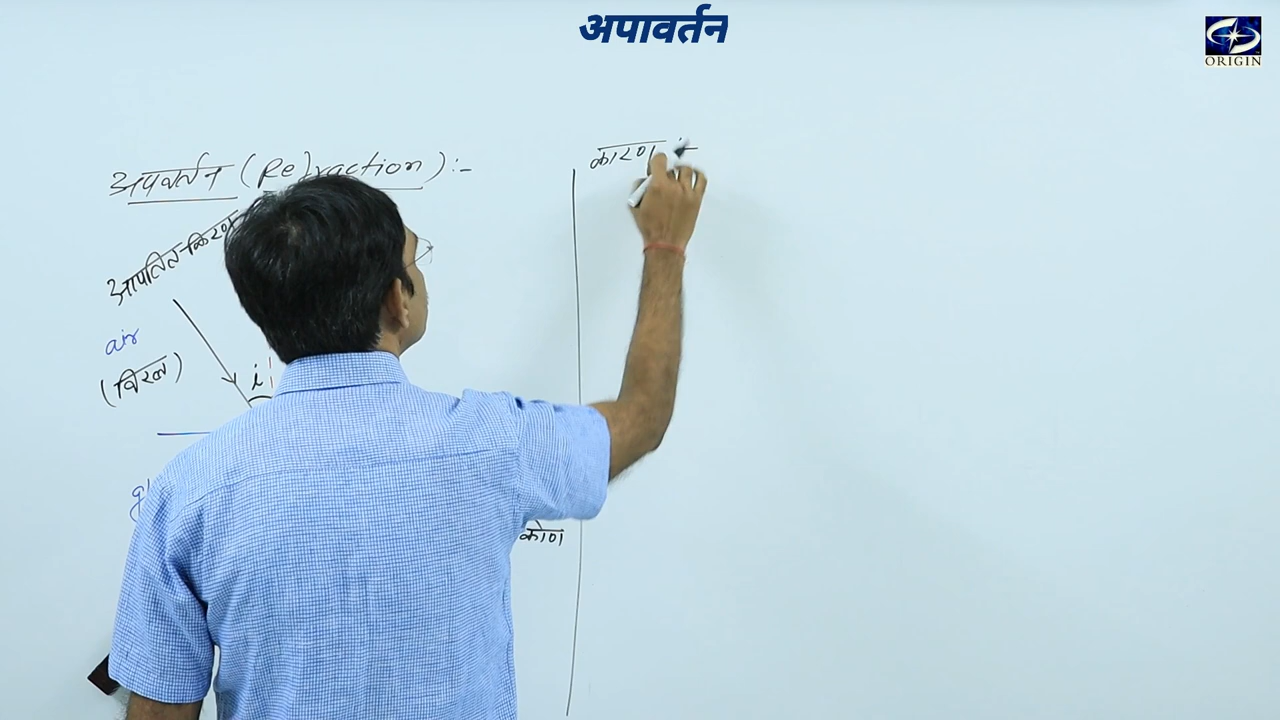 अपावर्तन
ORIGIN
अपवर्तन (Refraction) :-
आपतित किरण
air
(विरल)
i
कोण
कारण :-